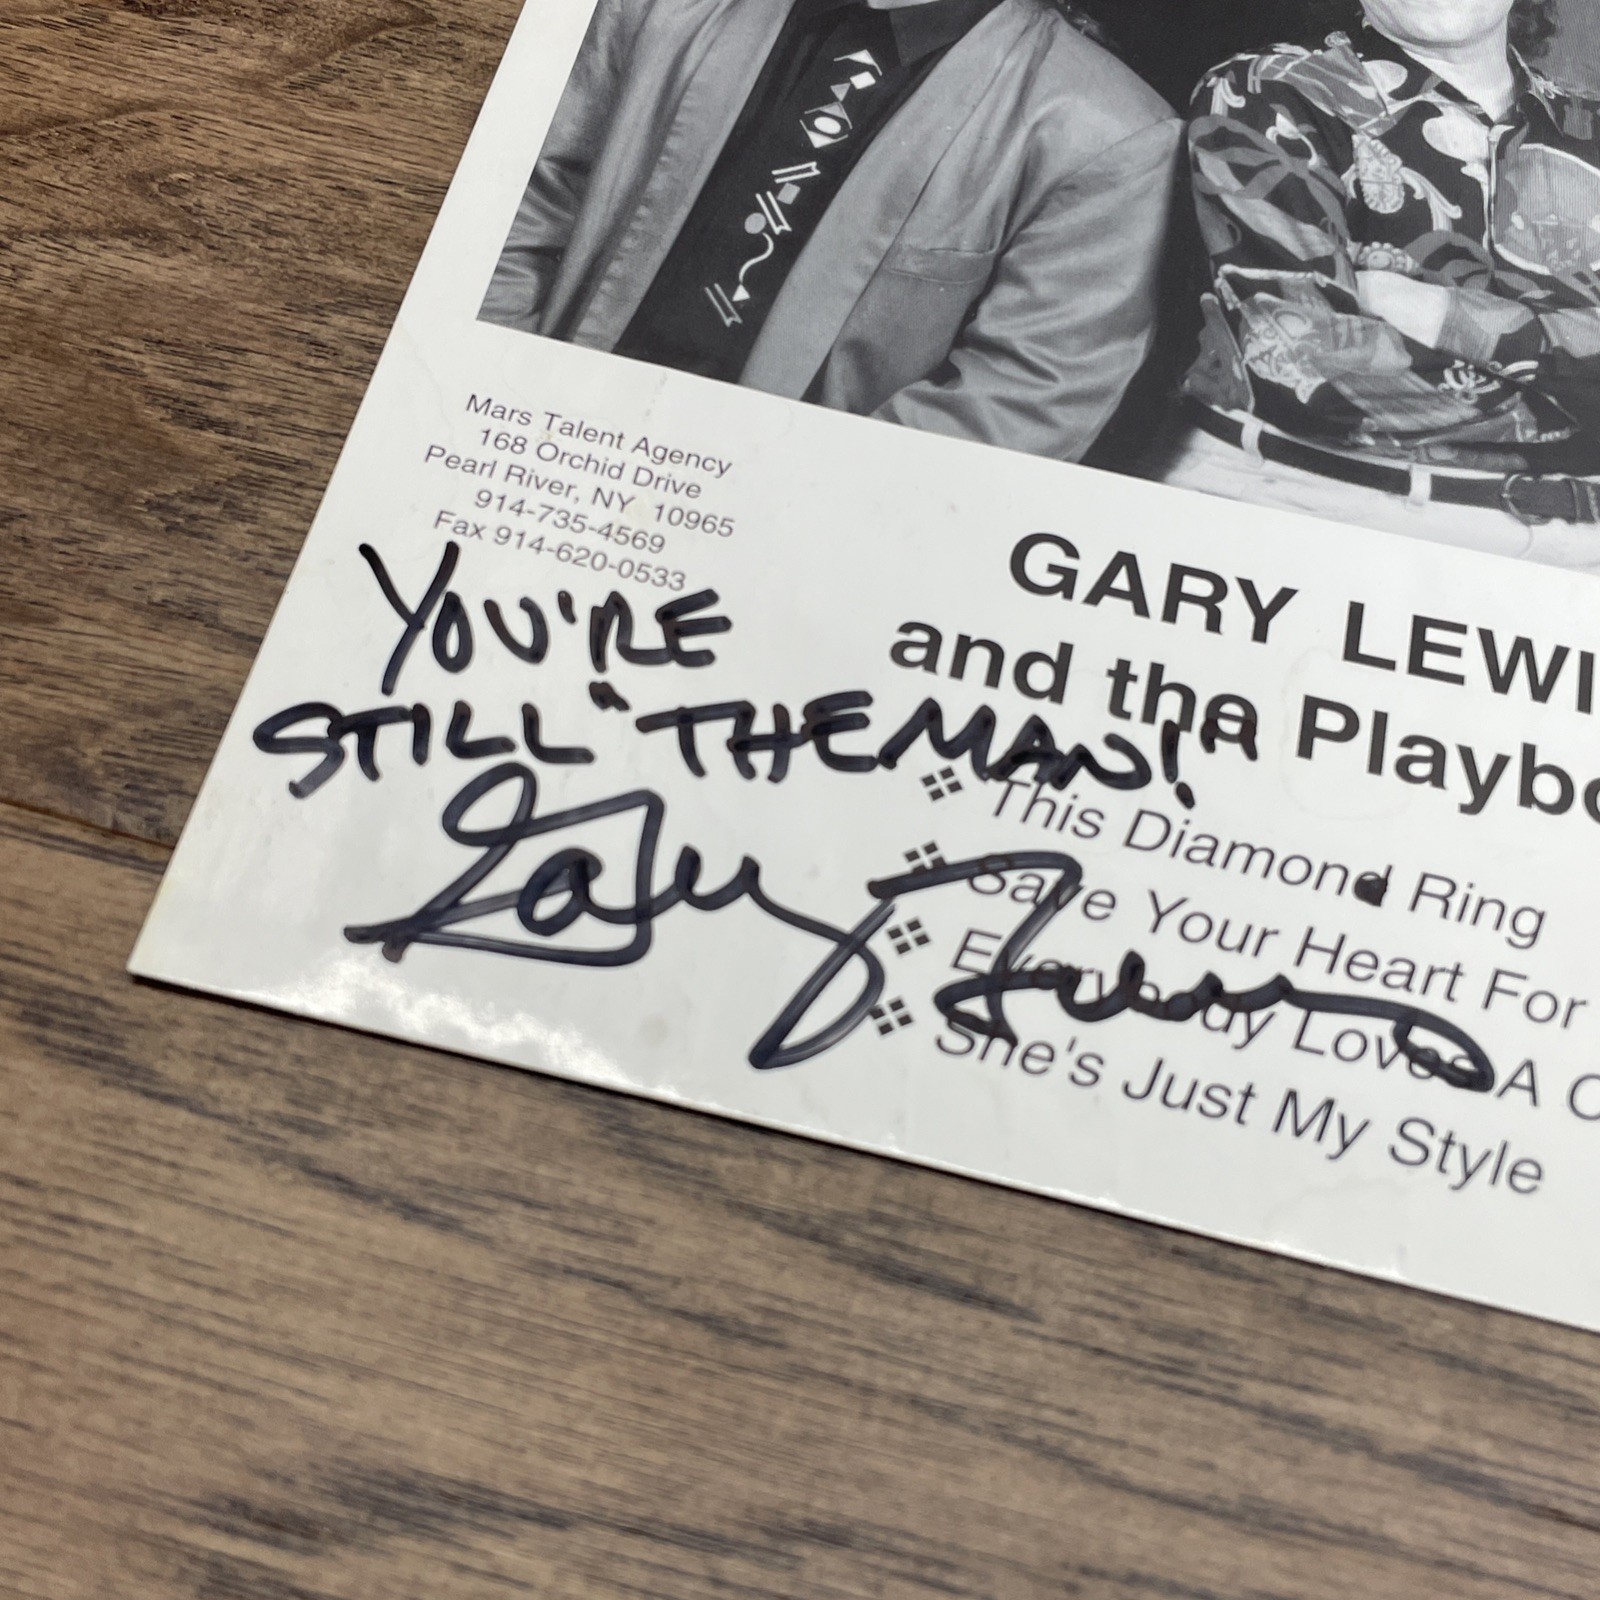 Mars Talent Agency
168 Orchid Drive
Pearl River, NY 10965
914-735-4569
Fax 914-620-0533
GARY LEWI
and the Playbo
YOU'RE
STILL "THE MAN!"
❖ This Diamond Ring
❖ Save Your Heart For
❖ Everybody Loves A C
❖ She's Just My Style
Gary Lewis